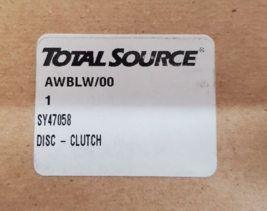 TOTAL SOURCE
AWBLW/00
1
SY47058
DISC - CLUTCH